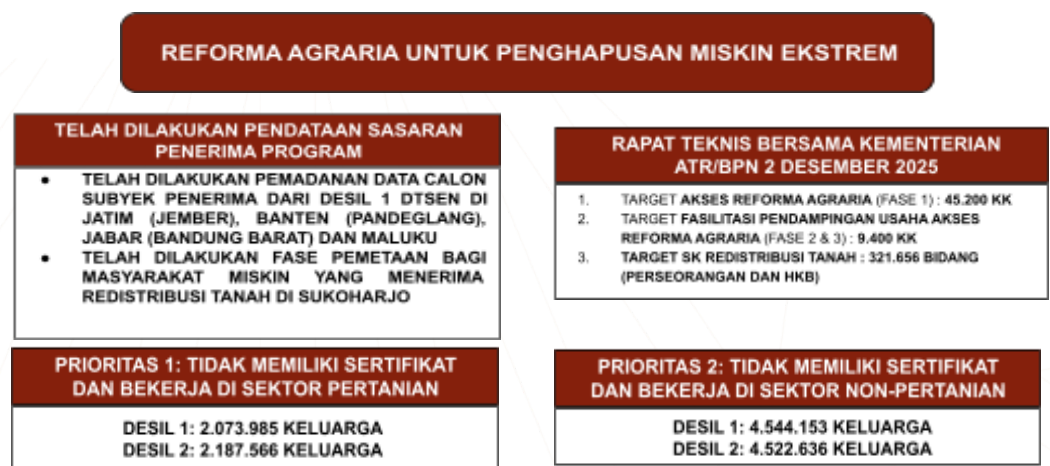 REFORMA AGRARIA UNTUK PENGHAPUSAN MISKIN EKSTREM
TELAH DILAKUKAN PENDATAAN SASARAN
PENERIMA PROGRAM
• TELAH DILAKUKAN PEMADANAN DATA CALON
SUBYEK PENERIMA DARI DESIL 1 DTSEN DI
JATIM (JEMBER), BANTEN (PANDEGLANG),
JABAR (BANDUNG BARAT) DAN MALUKU
• TELAH DILAKUKAN FASE PEMETAAN BAGI
MASYARAKAT MISKIN YANG MENERIMA
REDISTRIBUSI TANAH DI SUKOHARJO
RAPAT TEKNIS BERSAMA KEMENTERIAN
ATR/BPN 2 DESEMBER 2025
1. TARGET AKSES REFORMA AGRARIA (FASE 1) : 45.200 KK
2. TARGET FASILITASI PENDAMPINGAN USAHA AKSES
REFORMA AGRARIA (FASE 2 & 3) : 9.400 KK
3. TARGET SK REDISTRIBUSI TANAH : 321.656 BIDANG
(PERSEORANGAN DAN HKB)
PRIORITAS 1: TIDAK MEMILIKI SERTIFIKAT
DAN BEKERJA DI SEKTOR PERTANIAN
DESIL 1: 2.073.985 KELUARGA
DESIL 2: 2.187.566 KELUARGA
PRIORITAS 2: TIDAK MEMILIKI SERTIFIKAT
DAN BEKERJA DI SEKTOR NON-PERTANIAN
DESIL 1: 4.544.153 KELUARGA
DESIL 2: 4.522.636 KELUARGA